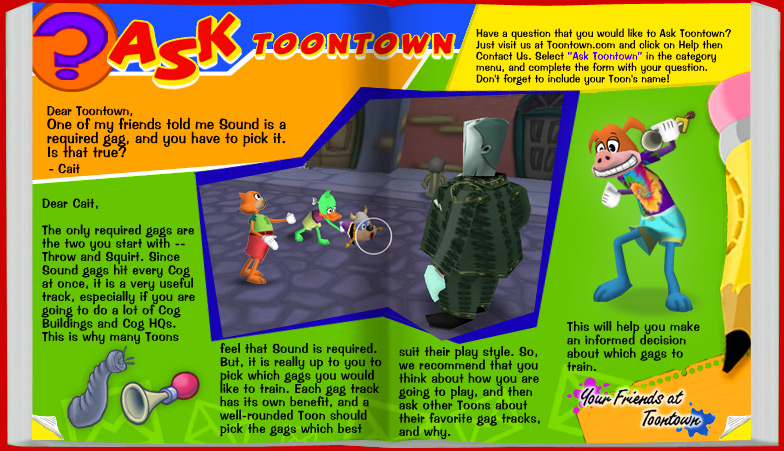 ?
ASK TOONTOWN
Have a question that you would like to Ask Toontown?
Just visit us at Toontown.com and click on Help then
Contact Us. Select "Ask Toontown" in the category
menu, and complete the form with your question.
Don't forget to include your Toon's name!
Dear Toontown,
One of my friends told me Sound is a
required gag, and you have to pick it.
Is that true?
- Cait
Dear Cait,
The only required gags are
the two you start with --
Throw and Squirt. Since
Sound gags hit every Cog
at once, it is a very useful
track, especially if you are
going to do a lot of Cog
Buildings and Cog HQs.
This is why many Toons
feel that Sound is required.
But, it is really up to you to
pick which gags you would
like to train. Each gag track
has its own benefit, and a
well-rounded Toon should
pick the gags which best
suit their play style. So,
we recommend that you
think about how you are
going to play, and then
ask other Toons about
their favorite gag tracks,
and why.
This will help you make
an informed decision
about which gags to
train.
Your Friends at
Toontown